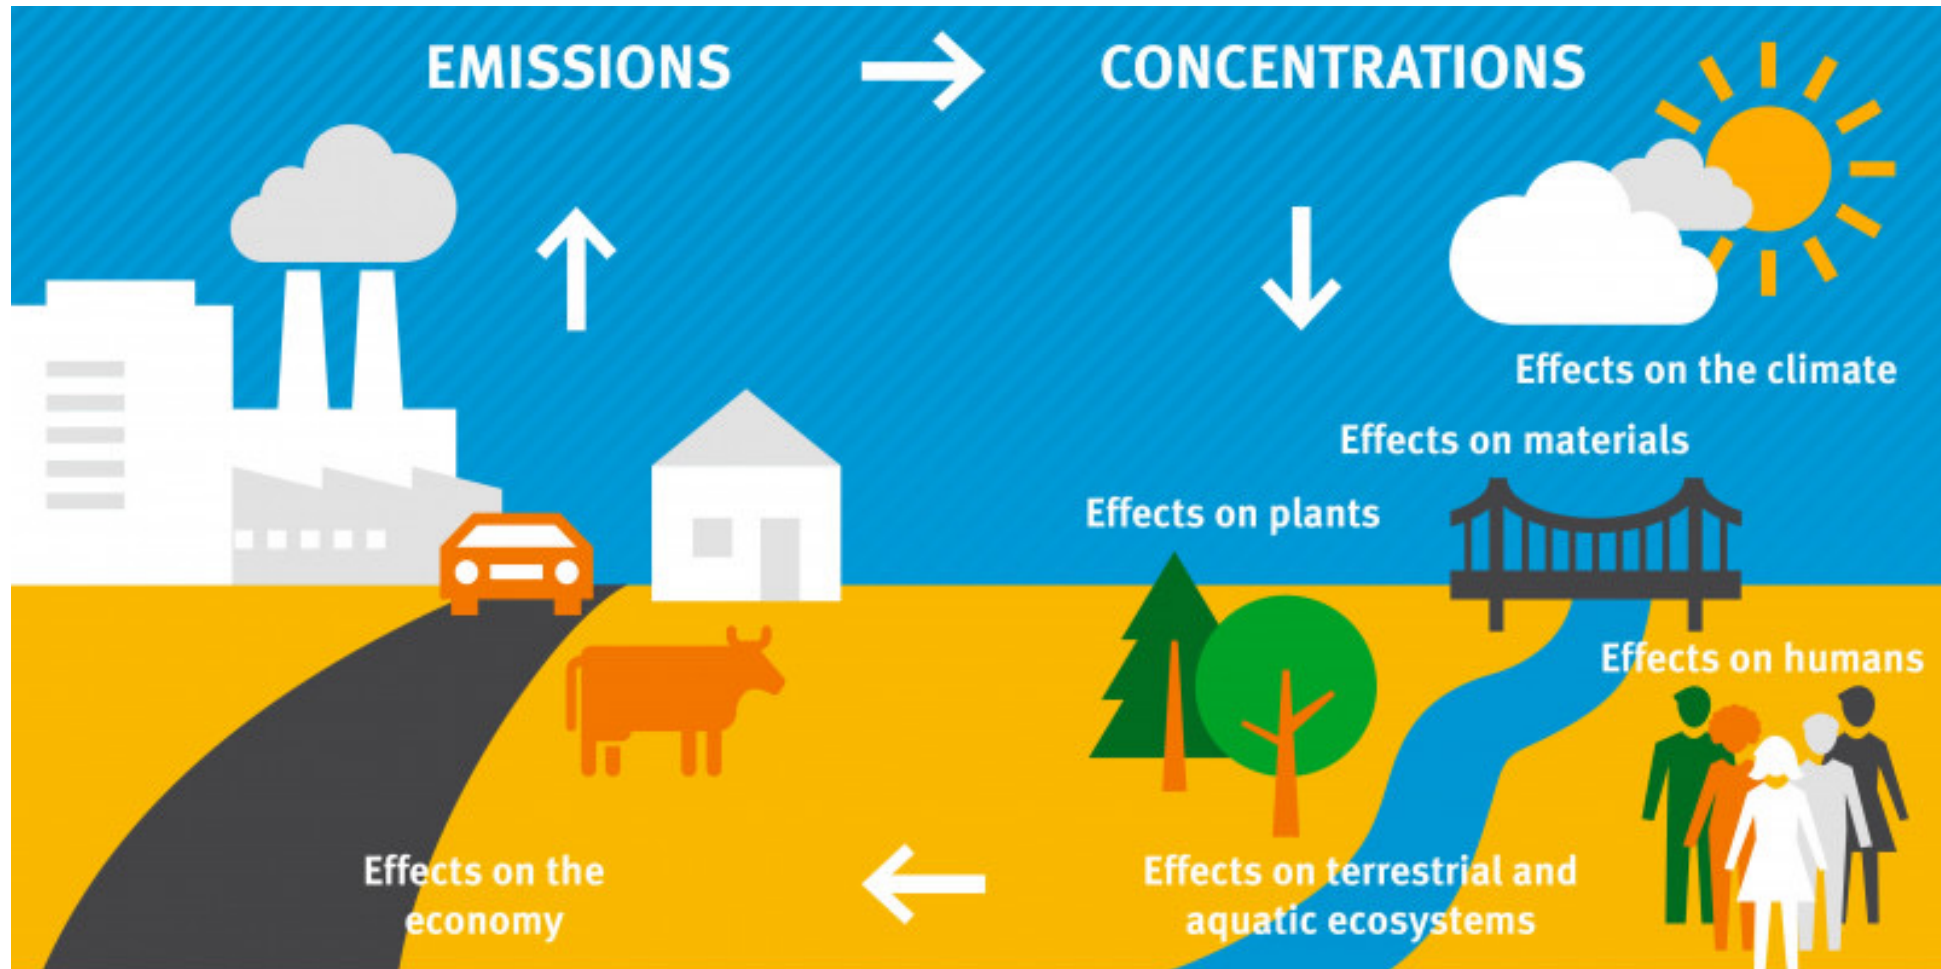 EMISSIONS
CONCENTRATIONS
Effects on the climate
Effects on materials
Effects on plants
Effects on humans
Effects on the
economy
Effects on terrestrial and
aquatic ecosystems